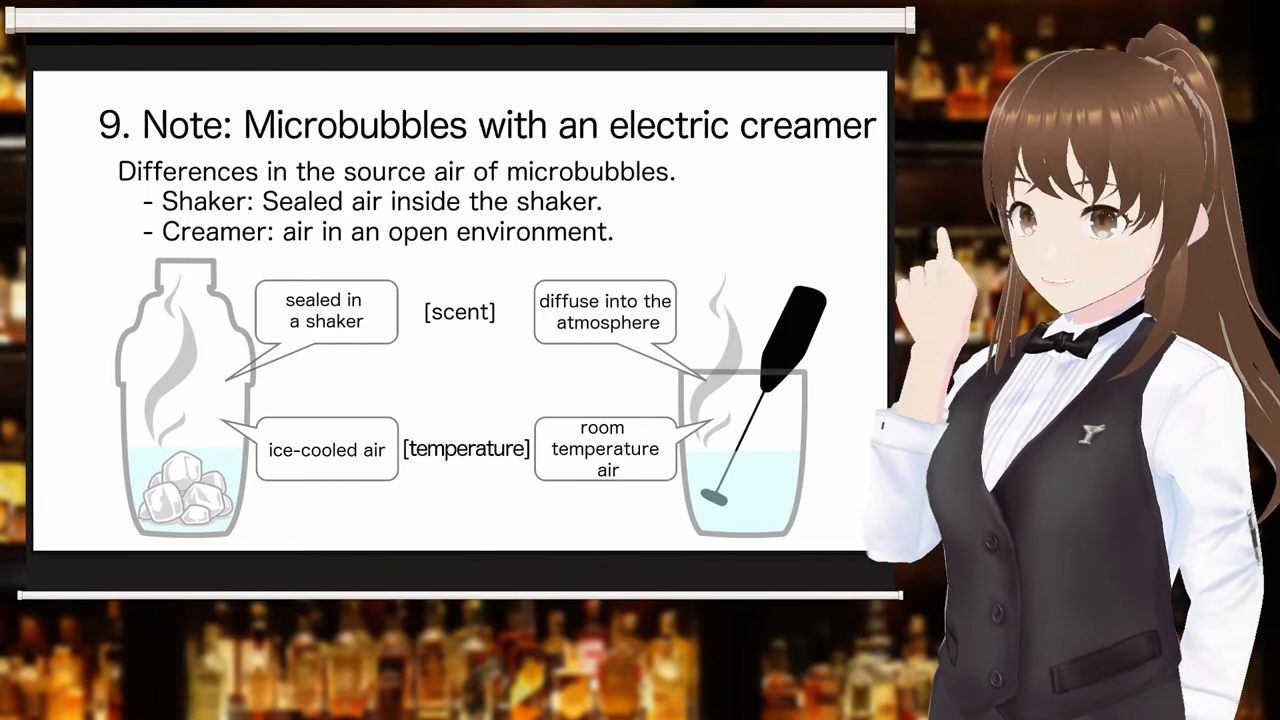 9. Note: Microbubbles with an electric creamer
Differences in the source air of microbubbles.
- Shaker: Sealed air inside the shaker.
- Creamer: air in an open environment.
sealed in
a shaker
[scent]
diffuse into the
atmosphere
ice-cooled air
[temperature]
room
temperature
air